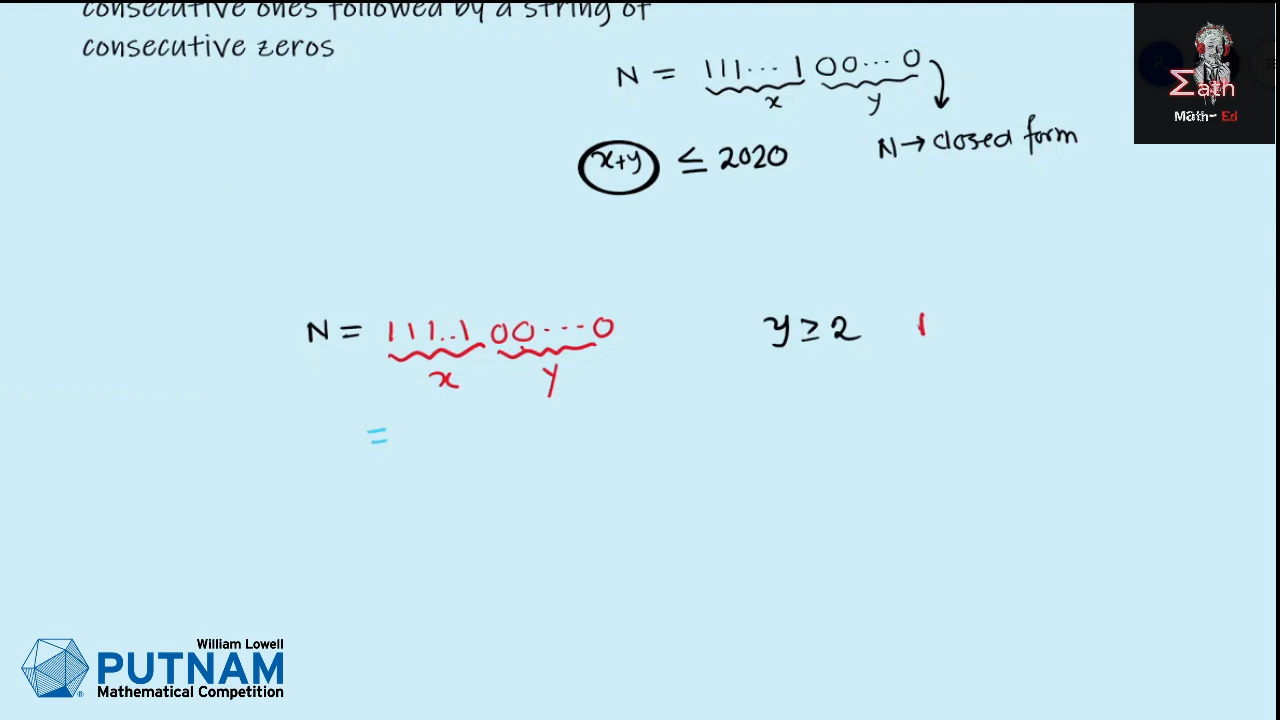 consecutive ones followed by a string of
consecutive zeros
N = 111...1 00...0
x y
x+y ≤ 2020
N → closed form
N = 111..1 00...0
x y
y ≥ 2 1
=
Σath
Math-Ed
William Lowell
PUTNAM
Mathematical Competition